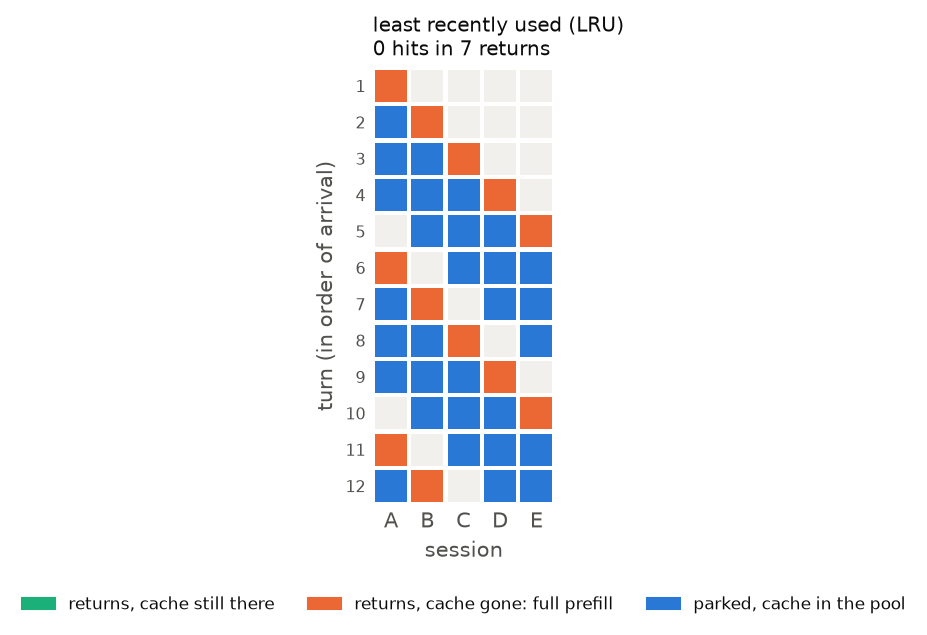 least recently used (LRU)
0 hits in 7 returns
turn (in order of arrival)
1
2
3
4
5
6
7
8
9
10
11
12
A B C D E
session
returns, cache still there
returns, cache gone: full prefill
parked, cache in the pool